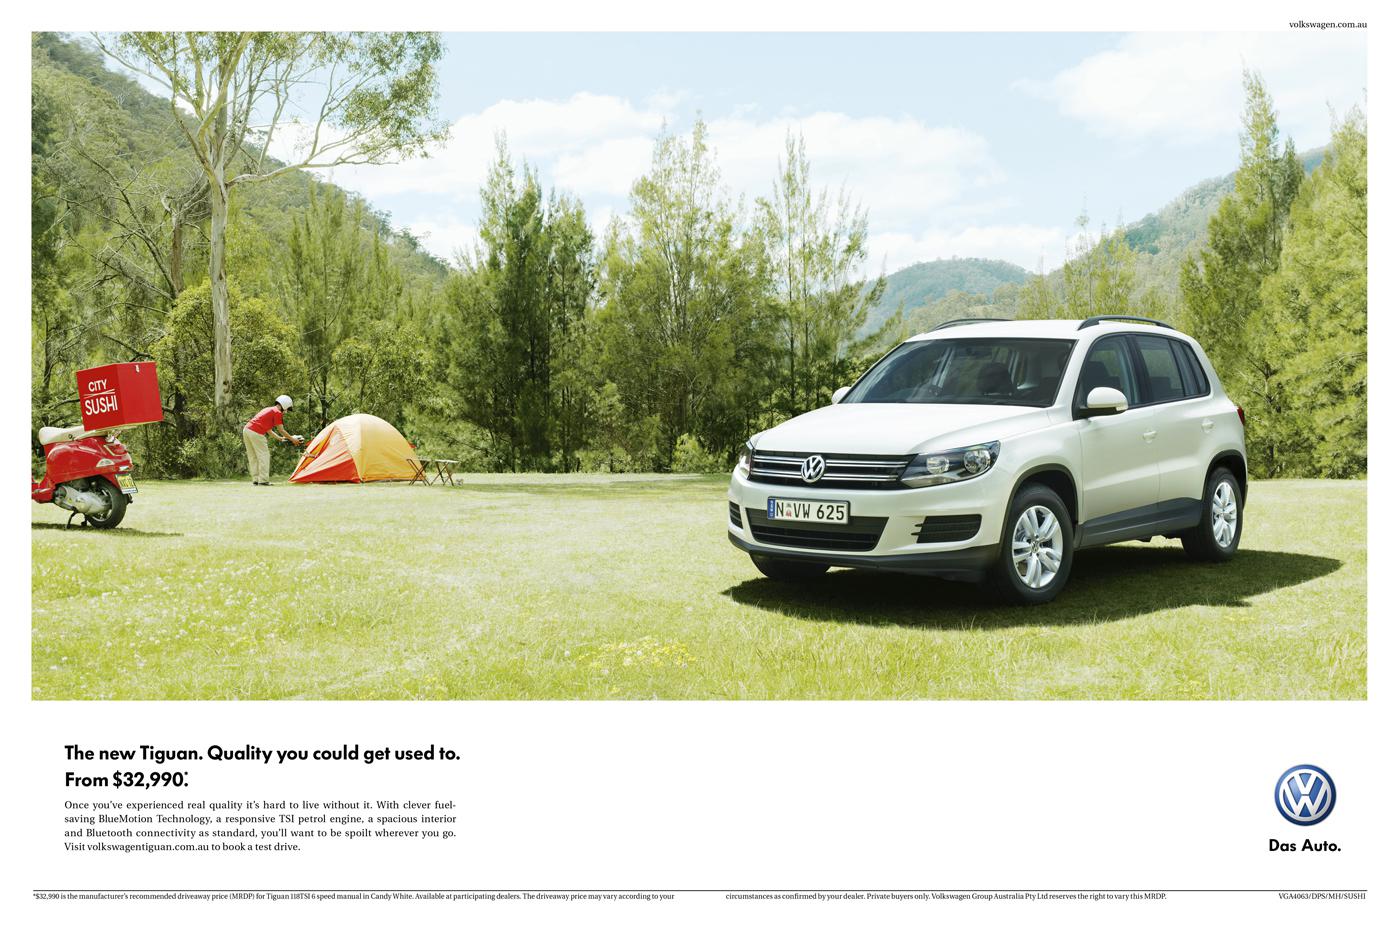 volkswagen.com.au
CITY
SUSHI
N VW 625
The new Tiguan. Quality you could get used to.
From $32,990*.
Once you've experienced real quality it's hard to live without it. With clever fuel-
saving BlueMotion Technology, a responsive TSI petrol engine, a spacious interior
and Bluetooth connectivity as standard, you'll want to be spoilt wherever you go.
Visit volkswagentiguan.com.au to book a test drive.
Das Auto.
*$32,990 is the manufacturer's recommended driveaway price (MRDP) for Tiguan 118TSI 6 speed manual in Candy White. Available at participating dealers. The driveaway price may vary according to your
circumstances as confirmed by your dealer. Private buyers only. Volkswagen Group Australia Pty Ltd reserves the right to vary this MRDP.
VGA4063/DPS/MH/SUSHI